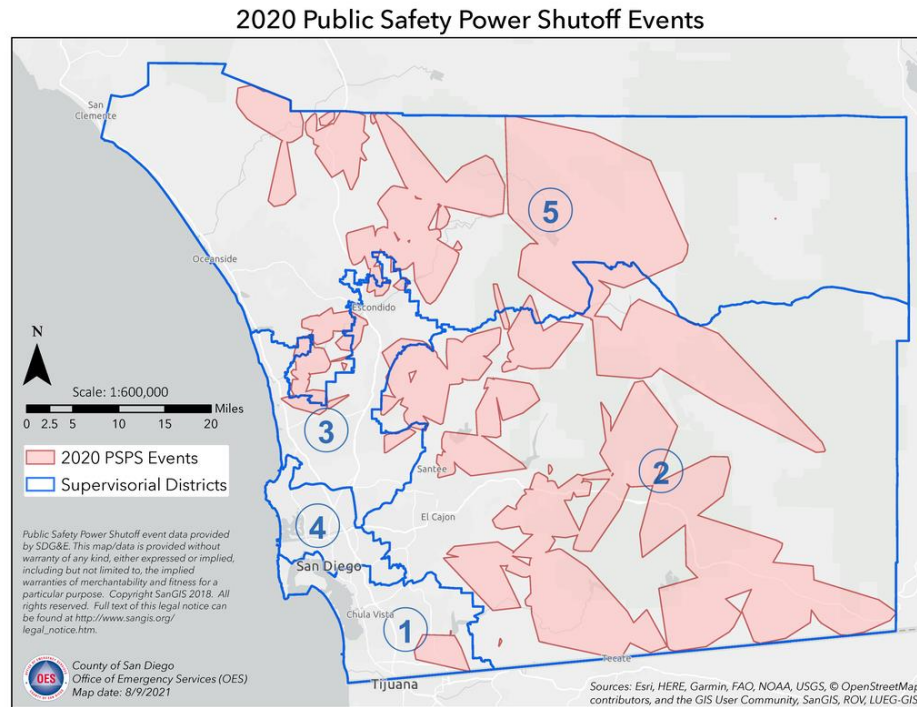 2020 Public Safety Power Shutoff Events
San
Clemente
5
Oceanside
Escondido
N
Scale: 1:600,000
Miles
0 2.5 5 10 15 20
3
2020 PSPS Events
Supervisorial Districts
2
Santee
4
El Cajon
Public Safety Power Shutoff event data provided
by SDG&E. This map/data is provided without
warranty of any kind, either expressed or implied,
including but not limited to, the implied
warranties of merchantability and fitness for a
particular purpose. Copyright SanGIS 2018. All
rights reserved. Full text of this legal notice can
be found at http://www.sangis.org/
legal_notice.htm.
San Diego
Chula Vista
1
Tecate
Tijuana
OES
County of San Diego
Office of Emergency Services (OES)
Map date: 8/9/2021
Sources: Esri, HERE, Garmin, FAO, NOAA, USGS, © OpenStreetMap
contributors, and the GIS User Community, SanGIS, ROV, LUEG-GIS